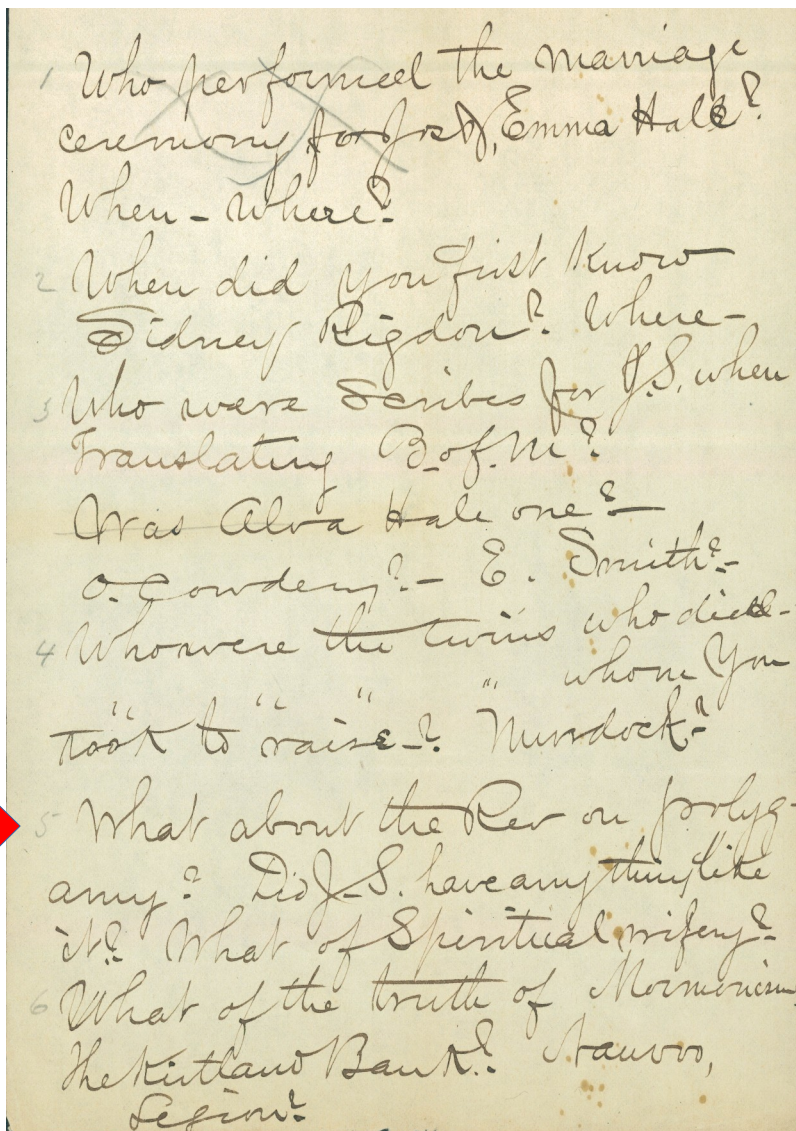 1 Who performed the marriage
ceremony for Jos. &, Emma Hale?
When - Where?
2 When did you first Know
Sidney Rigdon? Where -
3 Who were scribes for J.S. when
Translating B. of. M?
Was Alva Hale one? -
O. Cowdery? - E. Smith? -
4 Who were the twins who died -
" " " " whom You
took to raise -? Murdock?
5 What about the Rev on polyg-
amy? Did J. S. have anything like
it? What of Spiritual wifery? -
6 What of the truth of Mormonism,
The Kirtland Bank? Nauvoo,
Legion?